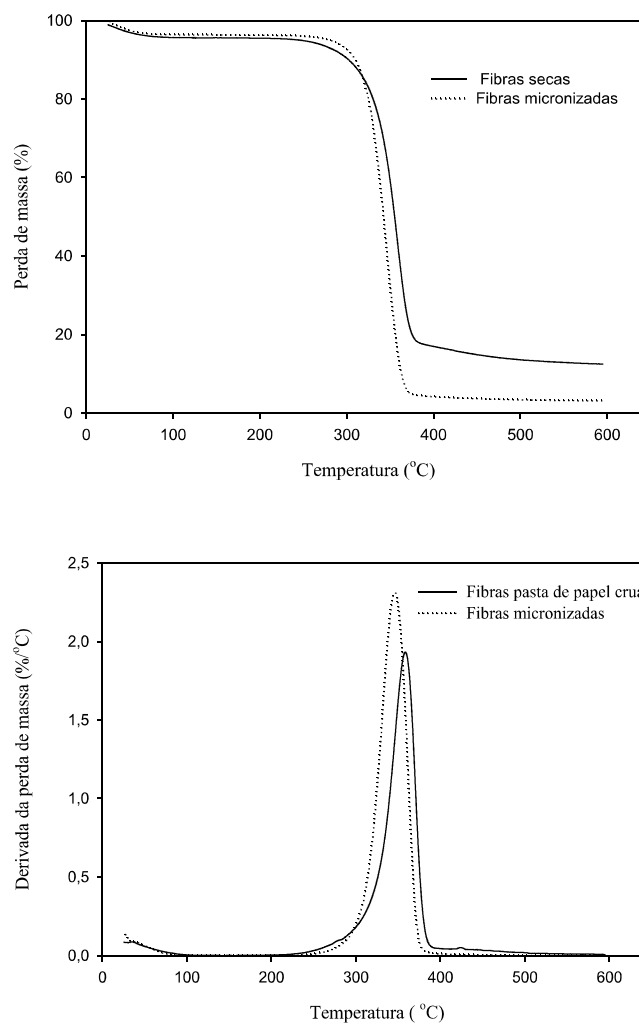 100
80
60
40
20
0
Perda de massa (%)
Fibras secas
Fibras micronizadas
0 100 200 300 400 500 600
Temperatura (°C)
2,5
2,0
1,5
1,0
0,5
0,0
Derivada da perda de massa (%/°C)
Fibras pasta de papel crua
Fibras micronizadas
0 100 200 300 400 500 600
Temperatura ( °C)